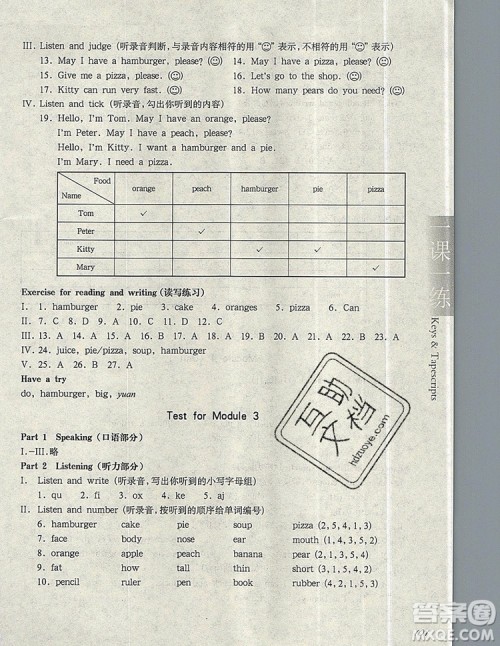 III. Listen and judge (听录音判断,与录音内容相符的用"☺"表示,不相符的用"☹"表示)
13. May I have a hamburger, please? 14. May I have a pizza, please?
15. Give me a pizza, please. 16. Let's go to the shop.
17. Kitty can run very fast. 18. How many pears do you need?
IV. Listen and tick (听录音,勾出你听到的内容)
19. Hello, I'm Tom. May I have an orange, please?
I'm Peter. May I have a peach, please?
I'm Kitty. I want a hamburger and a pie.
I'm Mary. I need a pizza.
Food
Name orange peach hamburger pie pizza
Tom ✓
Peter ✓
Kitty ✓ ✓
Mary ✓
Exercise for reading and writing (读写练习)
I. 1. hamburger 2. pie 3. cake 4. oranges 5. pizza 6. Can
II. 7. C 8. D 9. A 10. C 11. D 12. A
III. 13. A 14. A 15. A 16. A 17. A 18. A 19. A 20. A 21. A 22. A 23. A
IV. 24. juice, pie/pizza, soup, hamburger
V. 25. A 26. A 27. A
Have a try
do, hamburger, big, yuan
Test for Module 3
Part 1 Speaking (口语部分)
I.-III.略
Part 2 Listening (听力部分)
I. Listen and write (听录音,写出听到的小写字母组)
1. qu 2. fi 3. ox 4. ke 5. aj
II. Listen and number (听录音,按听到的顺序给单词编号)
6. hamburger cake pie soup pizza (2, 5, 4, 1, 3)
7. face body nose ear mouth (2, 5, 4, 3, 1)
8. orange apple peach banana pear (1, 2, 5, 3, 4)
9. fat how tall thin short (3, 1, 5, 4, 2)
10. pencil ruler pen book rubber (4, 2, 3, 1, 5)
一课一练
Keys & Tapescripts
互助文档
hdzuoye.com
答案圈
MXQE.COM